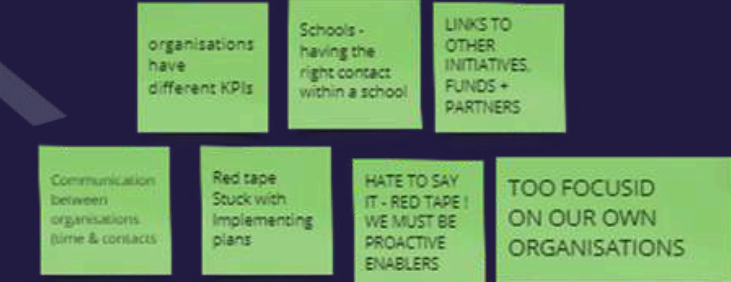 organisations
have
different KPIs
Schools -
having the
right contact
within a school
LINKS TO
OTHER
INITIATIVES,
FUNDS +
PARTNERS
Communication
between
organisations
(time & contacts
Red tape
Stuck with
Implementing
plans
HATE TO SAY
IT - RED TAPE !
WE MUST BE
PROACTIVE
ENABLERS
TOO FOCUSID
ON OUR OWN
ORGANISATIONS